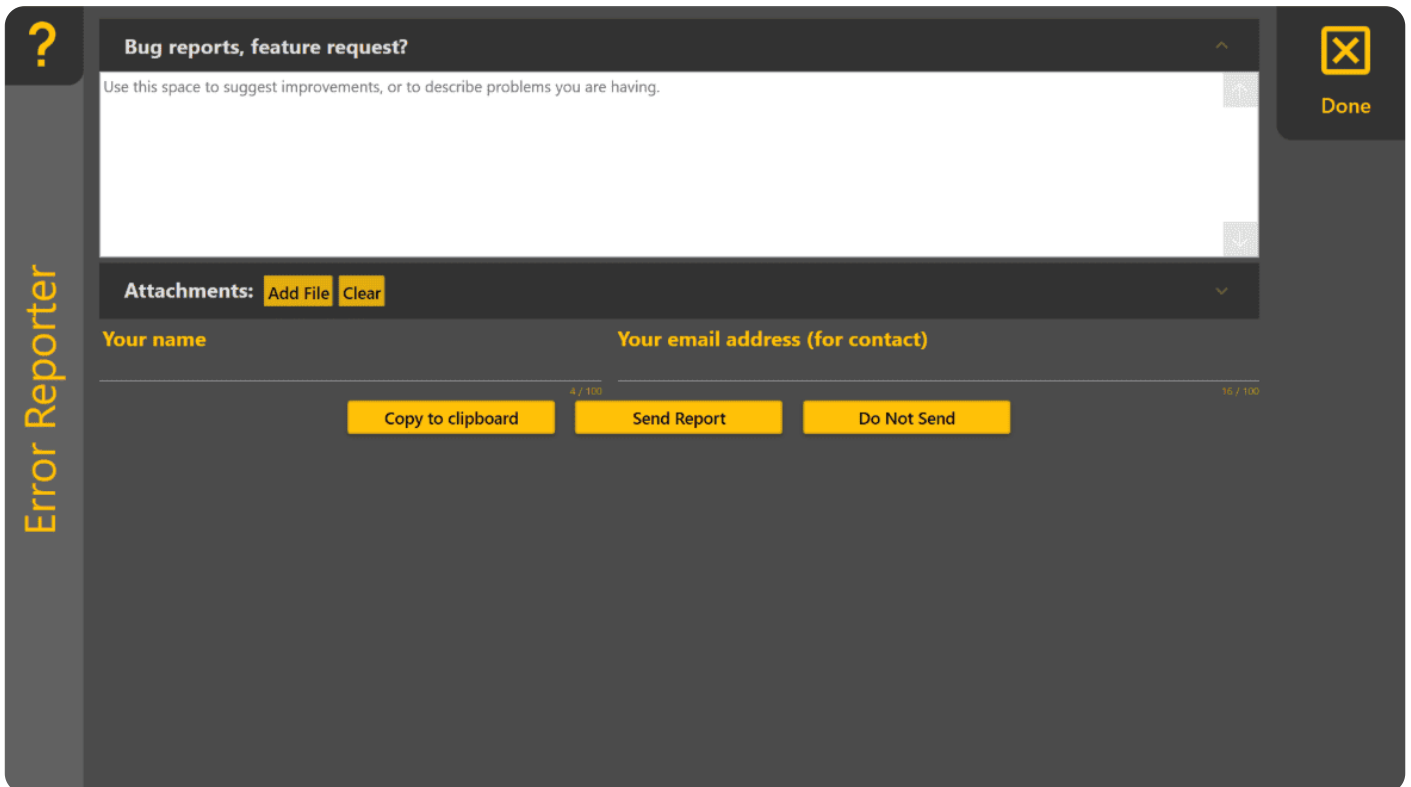 ?
Bug reports, feature request?
Done
Use this space to suggest improvements, or to describe problems you are having.
Error Reporter
Attachments: Add File Clear
Your name Your email address (for contact)
4 / 100 16 / 100
Copy to clipboard Send Report Do Not Send